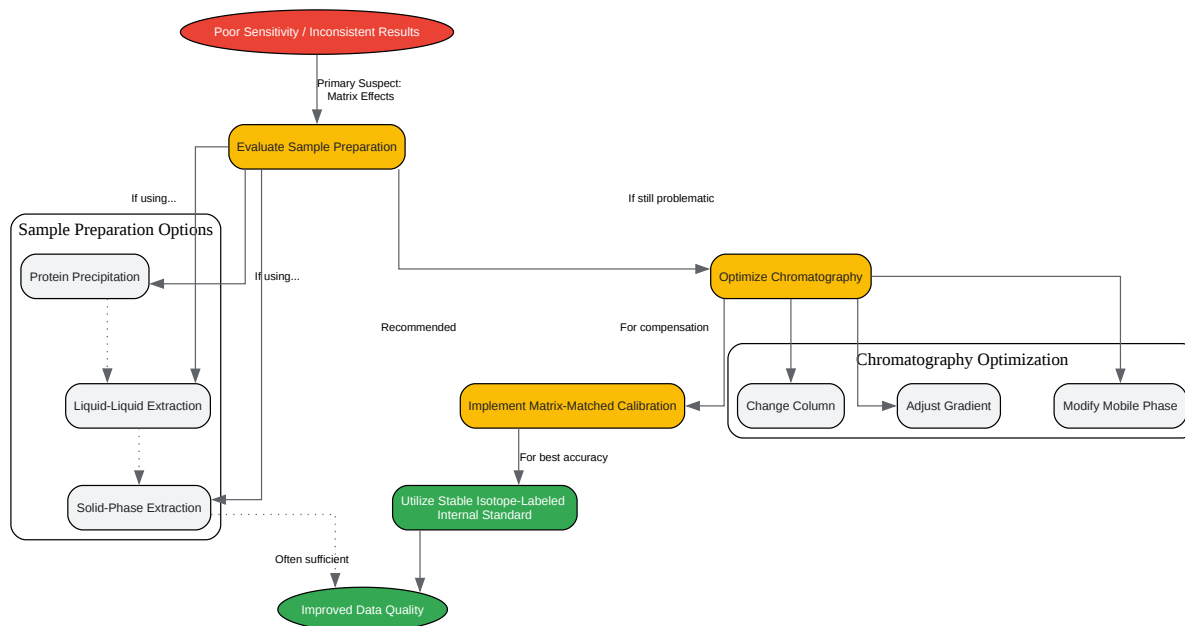 Poor Sensitivity / Inconsistent Results
Primary Suspect:
Matrix Effects
Evaluate Sample Preparation
If using...
If still problematic
Sample Preparation Options
Protein Precipitation
If using...
Optimize Chromatography
Recommended
For compensation
Chromatography Optimization
Liquid-Liquid Extraction
Implement Matrix-Matched Calibration
Change Column
Adjust Gradient
Modify Mobile Phase
For best accuracy
Solid-Phase Extraction
Utilize Stable Isotope-Labeled
Internal Standard
Often sufficient
Improved Data Quality